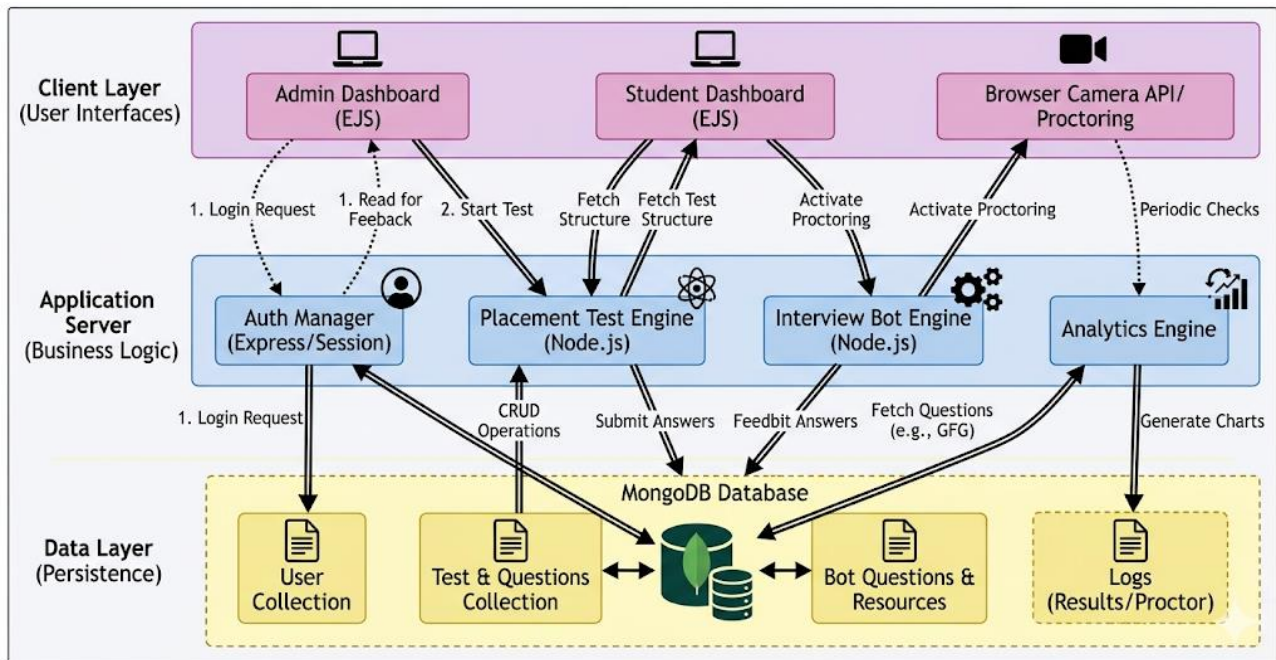 Client Layer
(User Interfaces)
Admin Dashboard
(EJS)
Student Dashboard
(EJS)
Browser Camera API/
Proctoring
1. Login Request
1. Read for
Feeback
2. Start Test
Fetch
Structure
Fetch Test
Structure
Activate
Proctoring
Activate Proctoring
Periodic Checks
Application
Server
(Business Logic)
Auth Manager
(Express/Session)
Placement Test Engine
(Node.js)
Interview Bot Engine
(Node.js)
Analytics Engine
1. Login Request
CRUD
Operations
Submit Answers
Feedbit Answers
Fetch Questions
(e.g., GFG)
Generate Charts
MongoDB Database
Data Layer
(Persistence)
User
Collection
Test & Questions
Collection
Bot Questions &
Resources
Logs
(Results/Proctor)